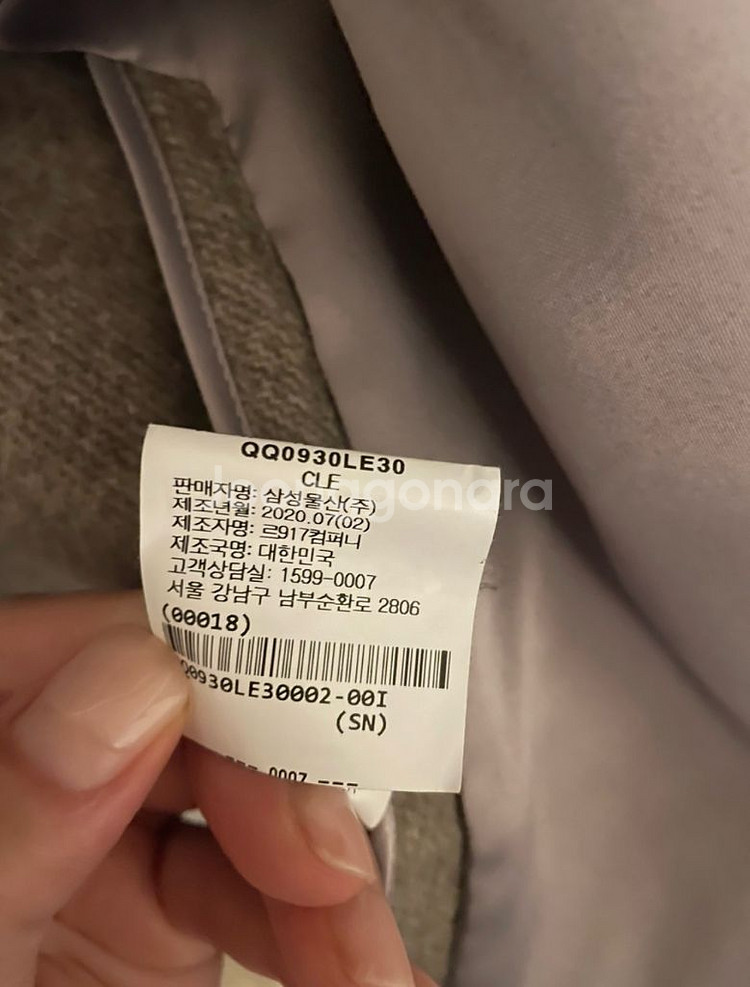 QQ0930LE30
CLE
판매자명: 삼성물산(주)
제조년월: 2020.07(02)
제조자명: 르917컴퍼니
제조국명: 대한민국
고객상담실: 1599-0007
서울 강남구 남부순환로 2806
(00018)
Q0930LE30002-00I
(SN)
0007